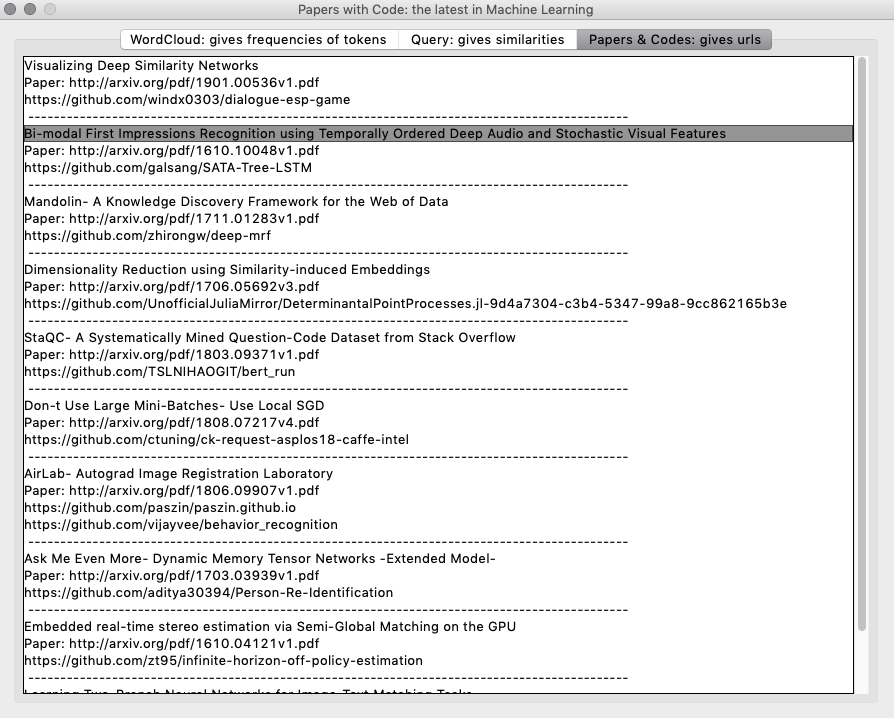 Papers with Code: the latest in Machine Learning
WordCloud: gives frequencies of tokens
Query: gives similarities
Papers & Codes: gives urls
Visualizing Deep Similarity Networks
Paper: http://arxiv.org/pdf/1901.00536v1.pdf
https://github.com/windx0303/dialogue-esp-game
--------------------------------------------------------------------------
Bi-modal First Impressions Recognition using Temporally Ordered Deep Audio and Stochastic Visual Features
Paper: http://arxiv.org/pdf/1610.10048v1.pdf
https://github.com/galsang/SATA-Tree-LSTM
--------------------------------------------------------------------------
Mandolin- A Knowledge Discovery Framework for the Web of Data
Paper: http://arxiv.org/pdf/1711.01283v1.pdf
https://github.com/zhirongw/deep-mrf
--------------------------------------------------------------------------
Dimensionality Reduction using Similarity-induced Embeddings
Paper: http://arxiv.org/pdf/1706.05692v3.pdf
https://github.com/UnofficialJuliaMirror/DeterminantalPointProcesses.jl-9d4a7304-c3b4-5347-99a8-9cc862165b3e
--------------------------------------------------------------------------
StaQC- A Systematically Mined Question-Code Dataset from Stack Overflow
Paper: http://arxiv.org/pdf/1803.09371v1.pdf
https://github.com/TSLNIHAOGIT/bert_run
--------------------------------------------------------------------------
Don-t Use Large Mini-Batches- Use Local SGD
Paper: http://arxiv.org/pdf/1808.07217v4.pdf
https://github.com/ctuning/ck-request-asplos18-caffe-intel
--------------------------------------------------------------------------
AirLab- Autograd Image Registration Laboratory
Paper: http://arxiv.org/pdf/1806.09907v1.pdf
https://github.com/paszin/paszin.github.io
https://github.com/vijayvee/behavior_recognition
--------------------------------------------------------------------------
Ask Me Even More- Dynamic Memory Tensor Networks -Extended Model-
Paper: http://arxiv.org/pdf/1703.03939v1.pdf
https://github.com/aditya30394/Person-Re-Identification
--------------------------------------------------------------------------
Embedded real-time stereo estimation via Semi-Global Matching on the GPU
Paper: http://arxiv.org/pdf/1610.04121v1.pdf
https://github.com/zt95/infinite-horizon-off-policy-estimation
--------------------------------------------------------------------------
Learning Two-Branch Neural Networks for Image-Text Matching Tasks